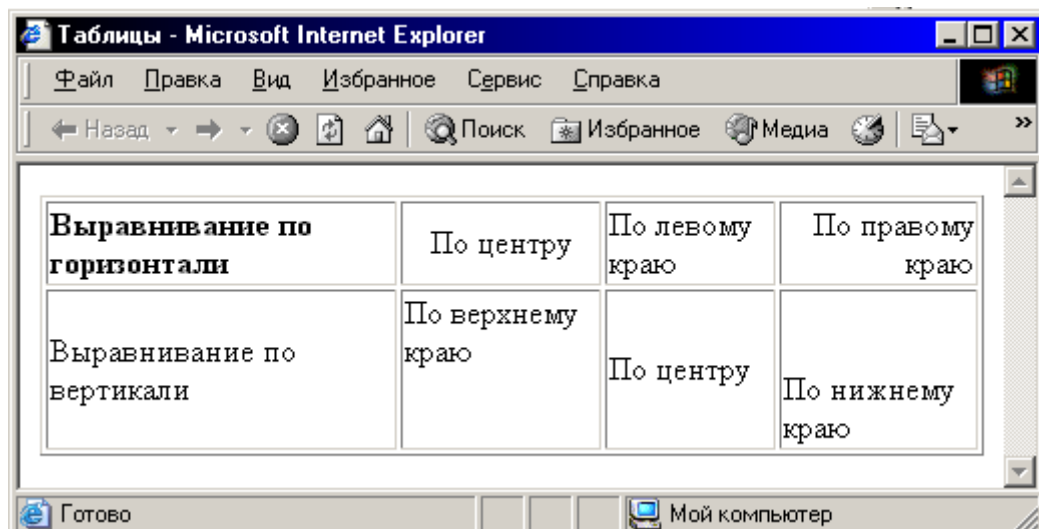 Таблицы - Microsoft Internet Explorer
Файл Правка Вид Избранное Сервис Справка
Назад Поиск Избранное Медиа »
Выравнивание по
горизонтали
По центру
По левому
краю
По правому
краю
Выравнивание по
вертикали
По верхнему
краю
По центру
По нижнему
краю
Готово Мой компьютер